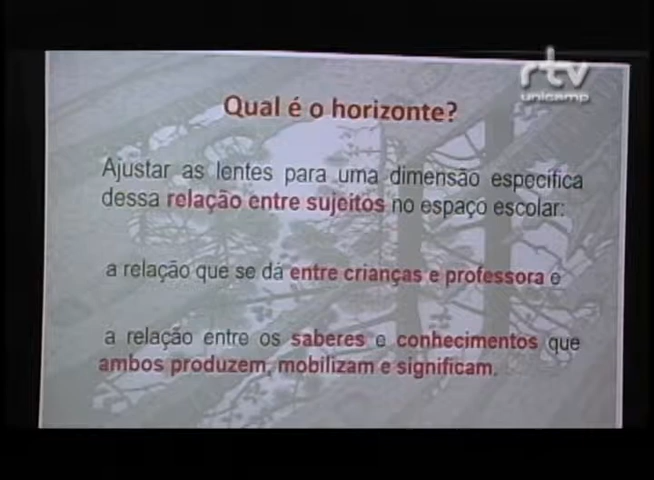 rtv
unicamp
Qual é o horizonte?
Ajustar as lentes para uma dimensão específica
dessa relação entre sujeitos no espaço escolar:
a relação que se dá entre crianças e professora e
a relação entre os saberes e conhecimentos que
ambos produzem, mobilizam e significam.